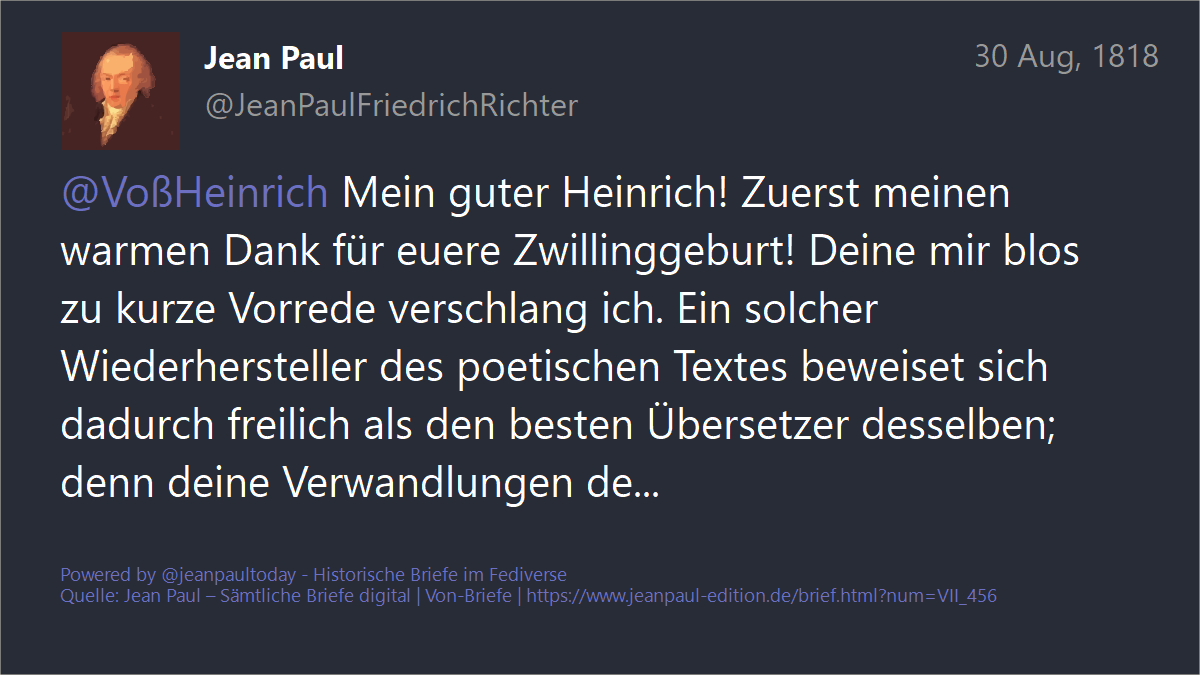 Jean Paul
30 Aug, 1818
@JeanPaulFriedrichRichter
@VoßHeinrich Mein guter Heinrich! Zuerst meinen
warmen Dank für euere Zwillinggeburt! Deine mir blos
zu kurze Vorrede verschlang ich. Ein solcher
Wiederhersteller des poetischen Textes beweiset sich
dadurch freilich als den besten Übersetzer desselben;
denn deine Verwandlungen de...
Powered by @jeanpaultoday - Historische Briefe im Fediverse
Quelle: Jean Paul – Sämtliche Briefe digital | Von-Briefe | https://www.jeanpaul-edition.de/brief.html?num=VII_456